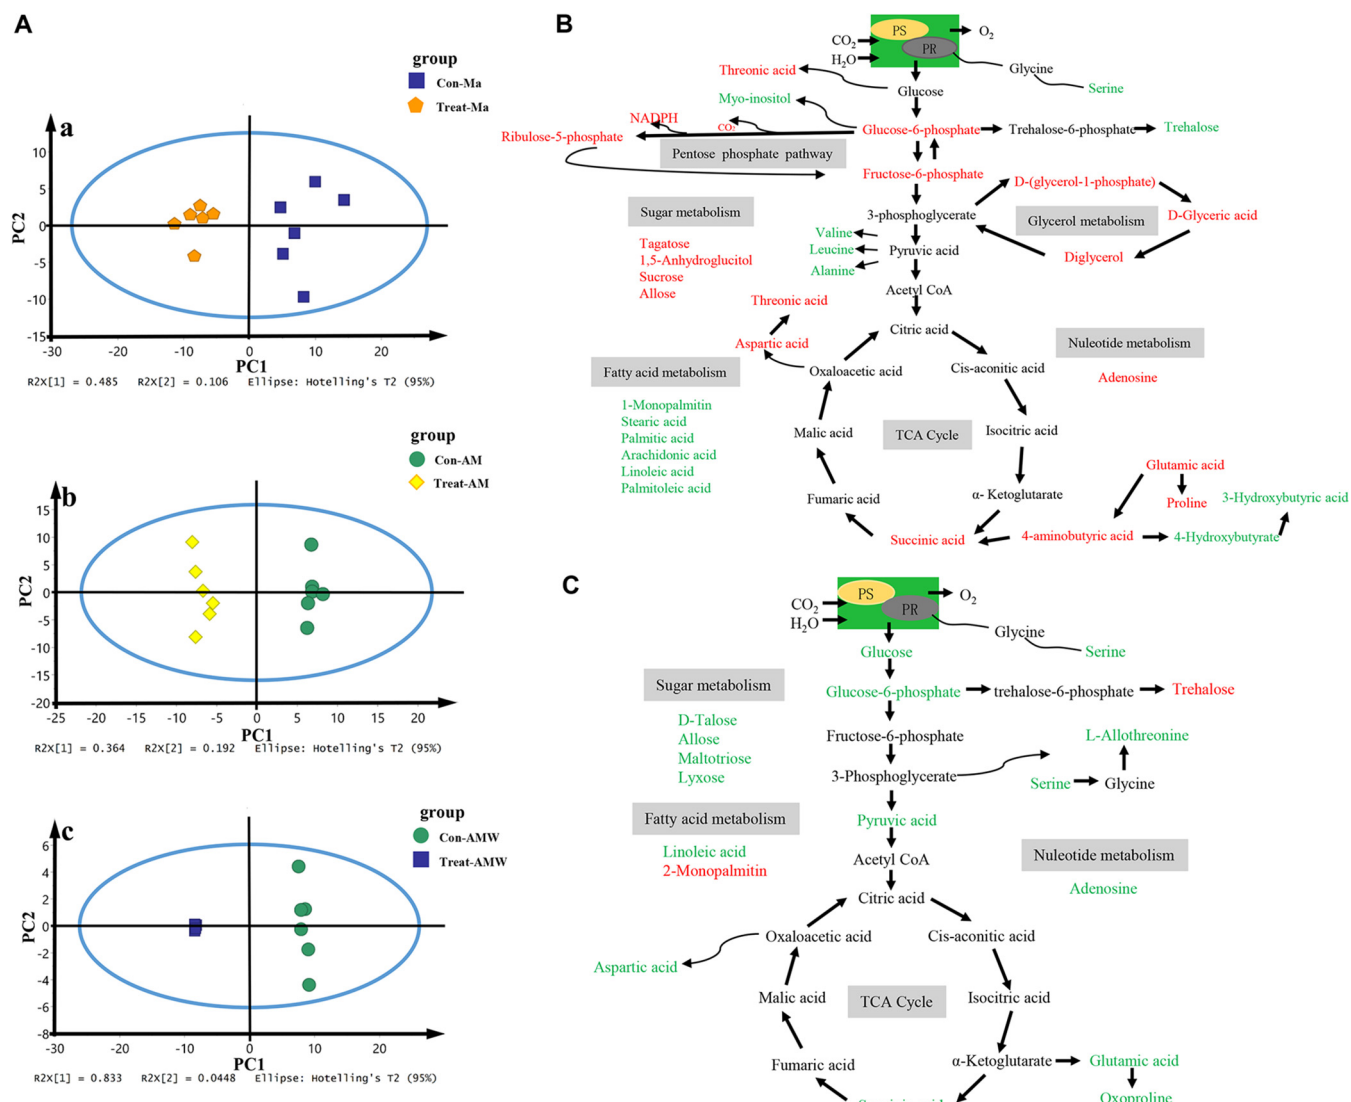 A
group
Con-Ma
Treat-Ma
a
10
5
0
-5
-10
-15
PC2
-30 -20 -10 0 10 20
PC1
R2X[1] = 0.485 R2X[2] = 0.106 Ellipse: Hotelling's T2 (95%)
group
Con-AM
Treat-AM
b
15
10
5
0
-5
-10
-15
-20
PC2
-25 -20 -15 -10 -5 0 5 10 15 20
PC1
R2X[1] = 0.364 R2X[2] = 0.192 Ellipse: Hotelling's T2 (95%)
group
Con-AMW
Treat-AMW
c
6
4
2
0
-2
-4
-6
-8
PC2
-30 -20 -10 0 10 20
PC1
R2X[1] = 0.833 R2X[2] = 0.0448 Ellipse: Hotelling's T2 (95%)
B
PS
PR
O2
CO2
H2O
Glycine
Serine
Threonic acid
Glucose
Myo-inositol
NADPH
CO2
Ribulose-5-phosphate
Glucose-6-phosphate
Trehalose-6-phosphate
Trehalose
Pentose phosphate pathway
Fructose-6-phosphate
D-(glycerol-1-phosphate)
Sugar metabolism
3-phosphoglycerate
Glycerol metabolism
D-Glyceric acid
Tagatose
1,5-Anhydroglucitol
Sucrose
Allose
Valine
Leucine
Alanine
Pyruvic acid
Diglycerol
Acetyl CoA
Threonic acid
Aspartic acid
Citric acid
Nuleotide metabolism
Adenosine
Fatty acid metabolism
Oxaloacetic acid
Cis-aconitic acid
1-Monopalmitin
Stearic acid
Palmitic acid
Arachidonic acid
Linoleic acid
Palmitoleic acid
Malic acid
TCA Cycle
Isocitric acid
Glutamic acid
Proline
3-Hydroxybutyric acid
Fumaric acid
α- Ketoglutarate
Succinic acid
4-aminobutyric acid
4-Hydroxybutyrate
C
PS
PR
O2
CO2
H2O
Glycine
Serine
Glucose
Sugar metabolism
Glucose-6-phosphate
trehalose-6-phosphate
Trehalose
D-Talose
Allose
Maltotriose
Lyxose
Fructose-6-phosphate
L-Allothreonine
3-Phosphoglycerate
Serine
Glycine
Fatty acid metabolism
Pyruvic acid
Linoleic acid
2-Monopalmitin
Acetyl CoA
Nuleotide metabolism
Adenosine
Citric acid
Oxaloacetic acid
Cis-aconitic acid
Aspartic acid
Malic acid
TCA Cycle
Isocitric acid
Fumaric acid
α-Ketoglutarate
Glutamic acid
Oxoproline